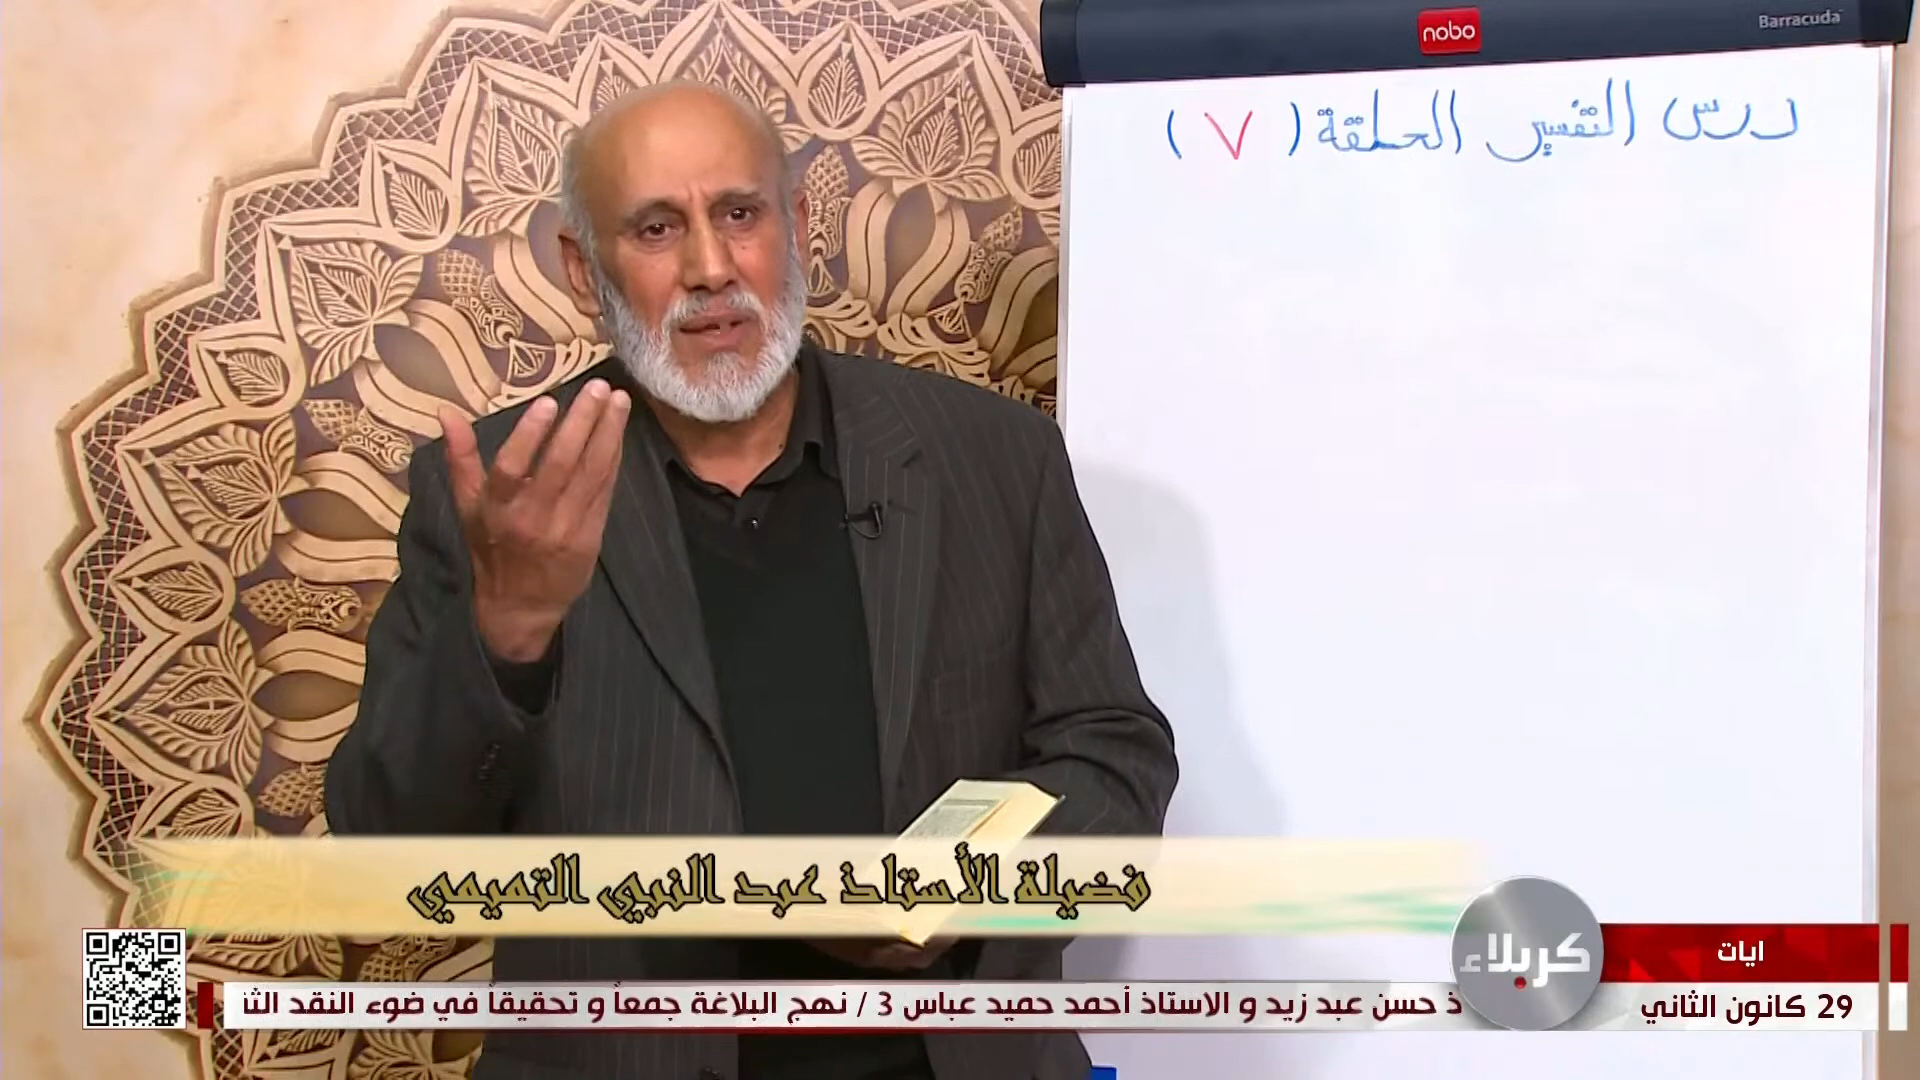 nobo
Barracuda
درس التفسير الحلقة (٧)
فضيلة الأستاذ عبد النبي التميمي
كربلاء
ايات
29 كانون الثاني
ذ حسن عبد زيد و الاستاذ أحمد حميد عباس 3 / نهج البلاغة جمعاً و تحقيقاً في ضوء النقد الثن